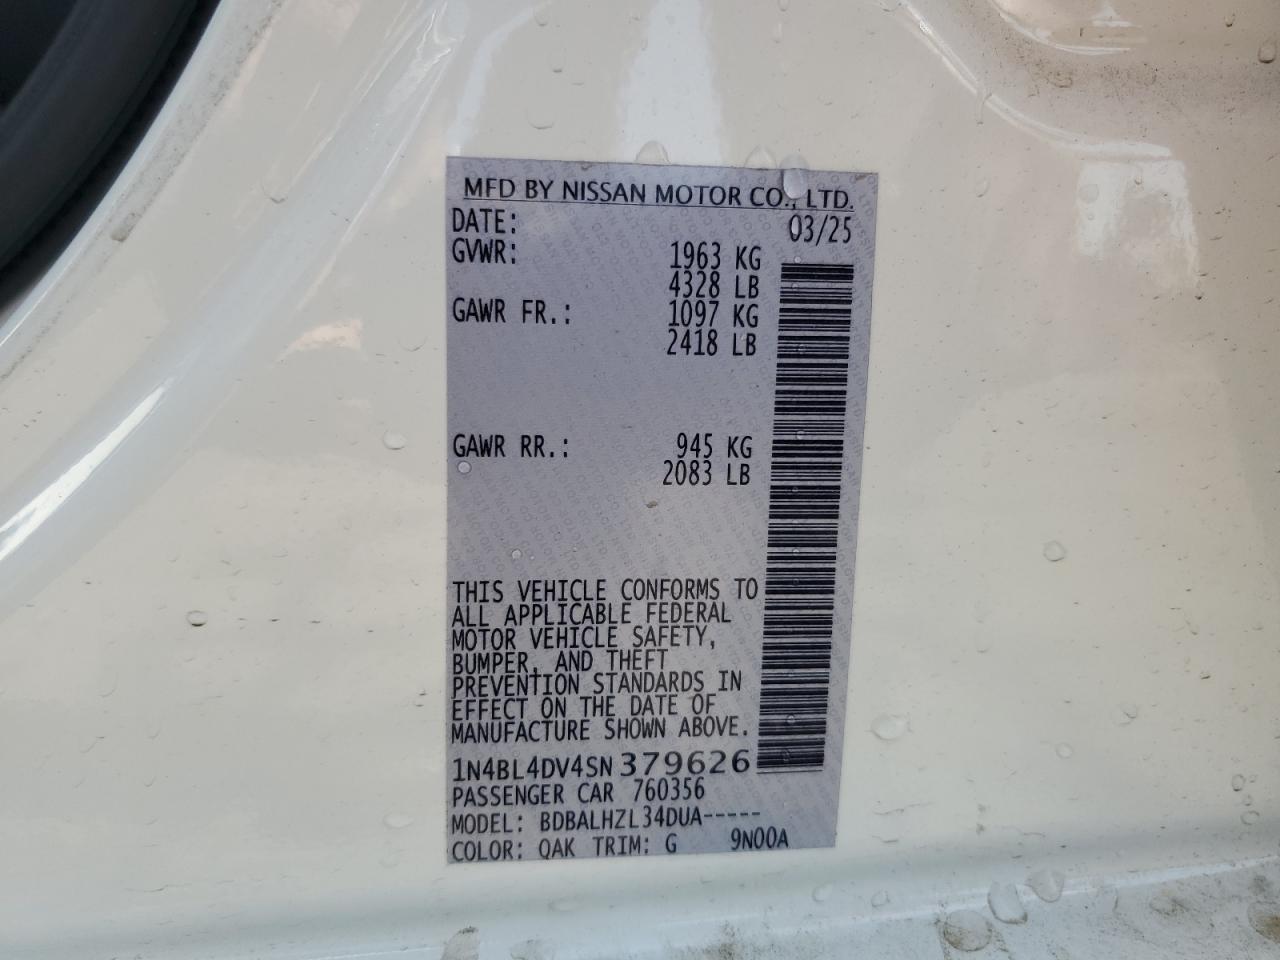 MFD BY NISSAN MOTOR CO., LTD.
DATE: 03/25
GVWR: 1963 KG
4328 LB
GAWR FR.: 1097 KG
2418 LB
GAWR RR.: 945 KG
2083 LB
THIS VEHICLE CONFORMS TO
ALL APPLICABLE FEDERAL
MOTOR VEHICLE SAFETY,
BUMPER, AND THEFT
PREVENTION STANDARDS IN
EFFECT ON THE DATE OF
MANUFACTURE SHOWN ABOVE.
1N4BL4DV4SN379626
PASSENGER CAR 760356
MODEL: BDBALHZL34DUA-----
COLOR: QAK TRIM: G 9N00A